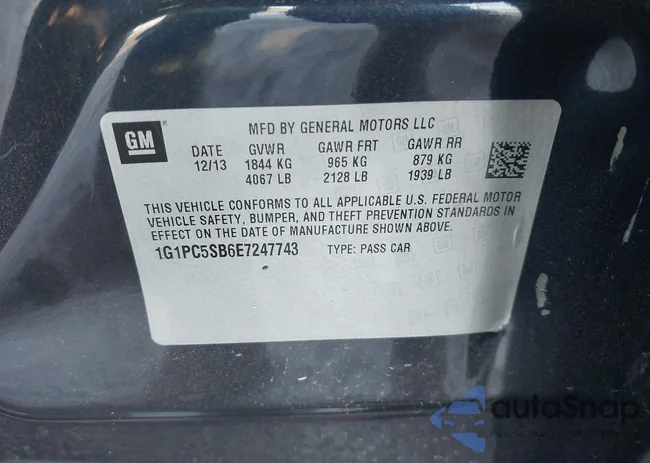 GM
MFD BY GENERAL MOTORS LLC
DATE GVWR GAWR FRT GAWR RR
12/13 1844 KG 965 KG 879 KG
4067 LB 2128 LB 1939 LB
THIS VEHICLE CONFORMS TO ALL APPLICABLE U.S. FEDERAL MOTOR
VEHICLE SAFETY, BUMPER, AND THEFT PREVENTION STANDARDS IN
EFFECT ON THE DATE OF MANUFACTURE SHOWN ABOVE.
1G1PC5SB6E7247743 TYPE: PASS CAR
autoSnap